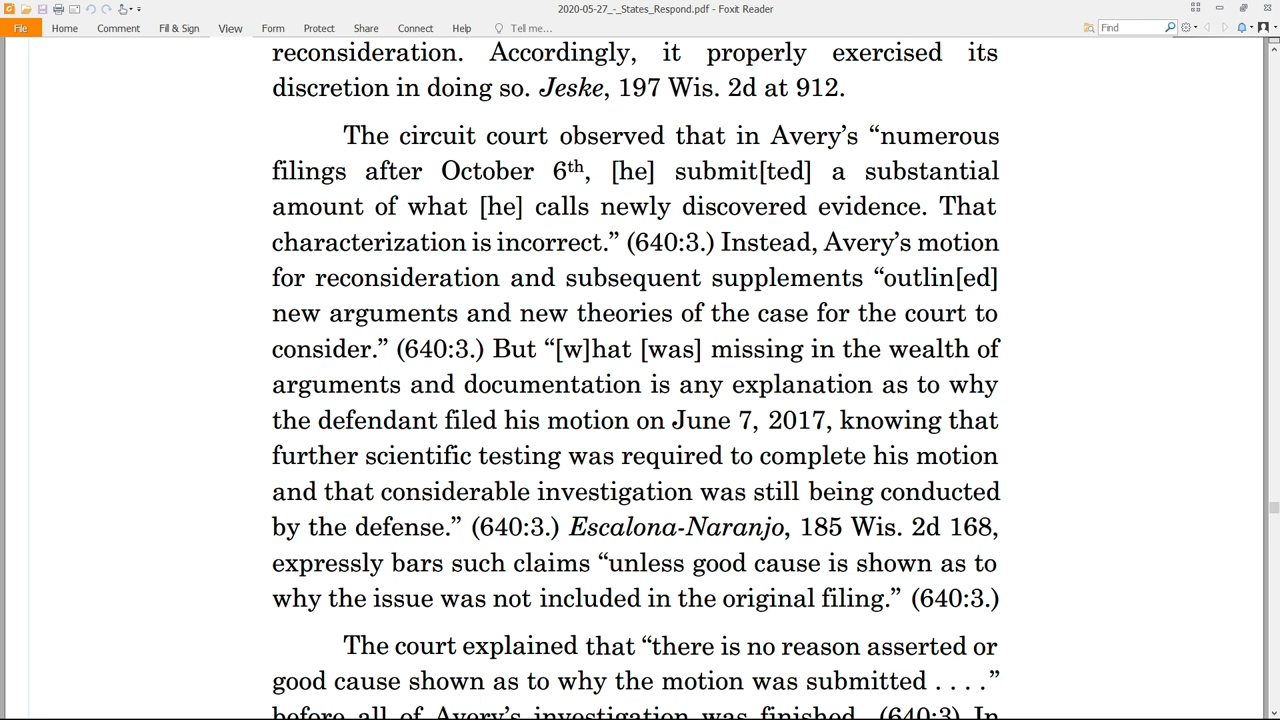 2020-05-27_-_States_Respond.pdf - Foxit Reader
File Home Comment Fill & Sign View Form Protect Share Connect Help Tell me... Find
reconsideration. Accordingly, it properly exercised its
discretion in doing so. Jeske, 197 Wis. 2d at 912.
The circuit court observed that in Avery’s “numerous
filings after October 6th, [he] submit[ted] a substantial
amount of what [he] calls newly discovered evidence. That
characterization is incorrect.” (640:3.) Instead, Avery’s motion
for reconsideration and subsequent supplements “outlin[ed]
new arguments and new theories of the case for the court to
consider.” (640:3.) But “[w]hat [was] missing in the wealth of
arguments and documentation is any explanation as to why
the defendant filed his motion on June 7, 2017, knowing that
further scientific testing was required to complete his motion
and that considerable investigation was still being conducted
by the defense.” (640:3.) Escalona-Naranjo, 185 Wis. 2d 168,
expressly bars such claims “unless good cause is shown as to
why the issue was not included in the original filing.” (640:3.)
The court explained that “there is no reason asserted or
good cause shown as to why the motion was submitted . . . .”
before all of Avery’s investigation was finished. (640:3) In